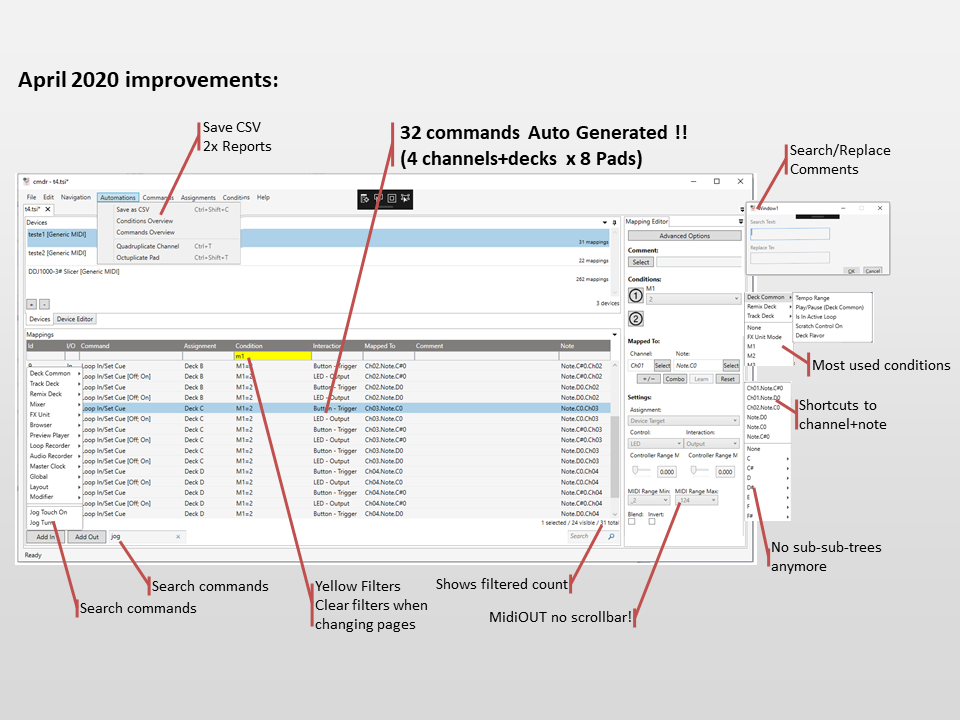 April 2020 improvements:
Save CSV
2x Reports
32 commands Auto Generated !!
(4 channels+decks x 8 Pads)
Search/Replace
Comments
cmdr - t4.tsi*
File Edit Navigation Automations Commands Assignments Conditions Help
t4.tsi*
Save as CSV Ctrl+Shift+C
Conditions Overview
Commands Overview
Quadruplicate Channel Ctrl+T
Octuplicate Pad Ctrl+Shift+T
Devices
teste1 [Generic MIDI]
31 mappings
teste2 [Generic MIDI]
22 mappings
DDJ1000-3# Slicer [Generic MIDI]
262 mappings
+ -
3 devices
Devices Device Editor
Mappings
Id I/O Command Assignment Condition Interaction Mapped To Comment Note
m1
Loop In/Set Cue Deck B M1=2 Button - Trigger Ch02.Note.C#0 Note.C#0.Ch02
Loop In/Set Cue [Off; On] Deck B M1=2 LED - Output Ch02.Note.C#0 Note.C#0.Ch02
Loop In/Set Cue Deck B M1=2 Button - Trigger Ch02.Note.D0 Note.D0.Ch02
Loop In/Set Cue [Off; On] Deck B M1=2 LED - Output Ch02.Note.D0 Note.D0.Ch02
Loop In/Set Cue Deck C M1=2 Button - Trigger Ch03.Note.C0 Note.C0.Ch03
Loop In/Set Cue [Off; On] Deck C M1=2 LED - Output Ch03.Note.C0 Note.C0.Ch03
Loop In/Set Cue Deck C M1=2 Button - Trigger Ch03.Note.C#0 Note.C#0.Ch03
Loop In/Set Cue [Off; On] Deck C M1=2 LED - Output Ch03.Note.C#0 Note.C#0.Ch03
Loop In/Set Cue Deck C M1=2 Button - Trigger Ch03.Note.D0 Note.D0.Ch03
Loop In/Set Cue [Off; On] Deck C M1=2 LED - Output Ch03.Note.D0 Note.D0.Ch03
Loop In/Set Cue Deck D M1=2 Button - Trigger Ch04.Note.C0 Note.C0.Ch04
Loop In/Set Cue [Off; On] Deck D M1=2 LED - Output Ch04.Note.C0 Note.C0.Ch04
Loop In/Set Cue Deck D M1=2 Button - Trigger Ch04.Note.C#0 Note.C#0.Ch04
Loop In/Set Cue [Off; On] Deck D M1=2 LED - Output Ch04.Note.C#0 Note.C#0.Ch04
Loop In/Set Cue Deck D M1=2 Button - Trigger Ch04.Note.D0 Note.D0.Ch04
Deck Common
Track Deck
Remix Deck
Mixer
FX Unit
Browser
Preview Player
Loop Recorder
Audio Recorder
Master Clock
Global
Layout
Modifier
Jog Touch On
Jog Turn
1 selected / 24 visible / 31 total
Add In Add Out jog
Search
Ready
Mapping Editor
Advanced Options
Comment:
Select
Conditions:
1 M1
2
2
Mapped To:
Channel: Note:
Ch01 Select Note.C0 Select
+ / - Combo Learn Reset
Settings:
Assignment:
Device Target
Control: Interaction:
LED Output
Controller Range M Controller Range M
0.000 0.000
MIDI Range Min: MIDI Range Max:
124
Blend: Invert:
Window1
Search Text:
Replace To:
OK Cancel
Deck Common
Remix Deck
Track Deck
None
FX Unit Mode
M1
M2
Tempo Range
Play/Pause (Deck Common)
Is In Active Loop
Scratch Control On
Deck Flavor
Most used conditions
Ch01.Note.C#0
Ch01.Note.D0
Ch02.Note.C0
Note.D0
Note.C0
Note.C#0
None
C
C#
D
D#
E
F
F#
Shortcuts to
channel+note
No sub-sub-trees
anymore
Search commands
Search commands
Yellow Filters
Clear filters when
changing pages
Shows filtered count
MidiOUT no scrollbar!